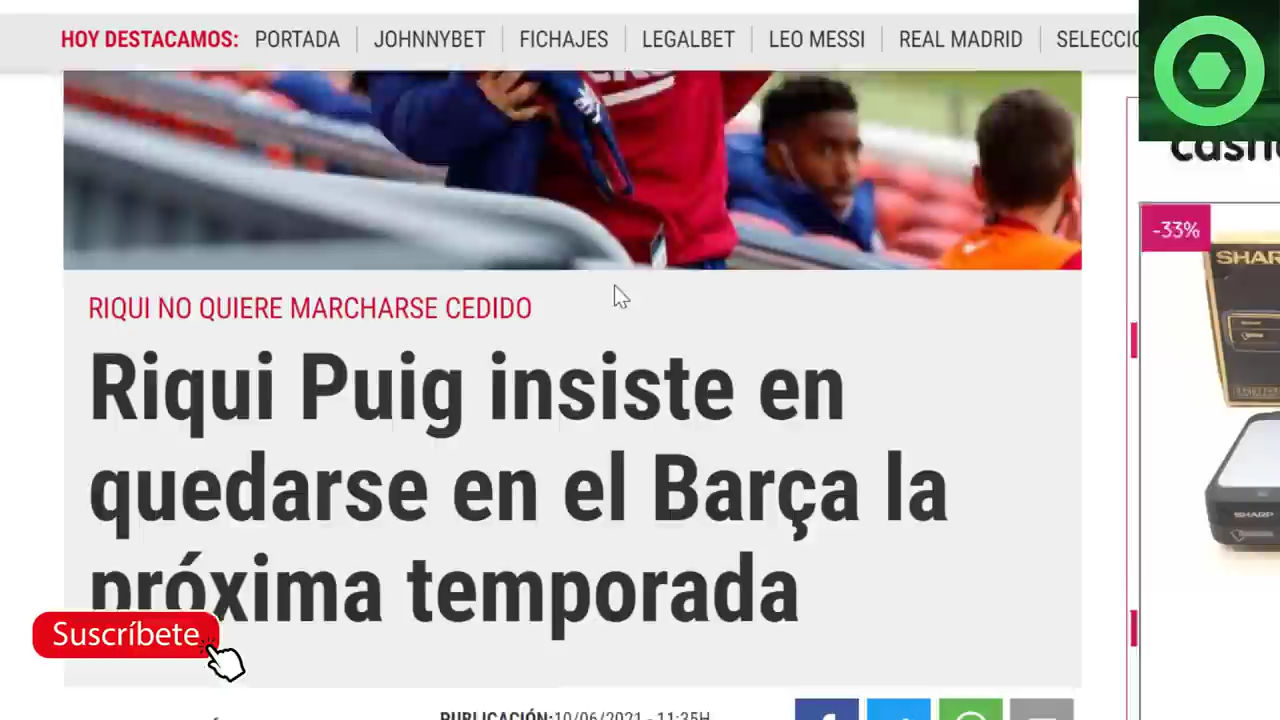 HOY DESTACAMOS: PORTADA JOHNNYBET FICHAJES LEGALBET LEO MESSI REAL MADRID
-33%
SHARP
RIQUI NO QUIERE MARCHARSE CEDIDO
Riqui Puig insiste en
quedarse en el Barça la
próxima temporada
Suscríbete
PUBLICACIÓN:10/06/2021 - 11:35H